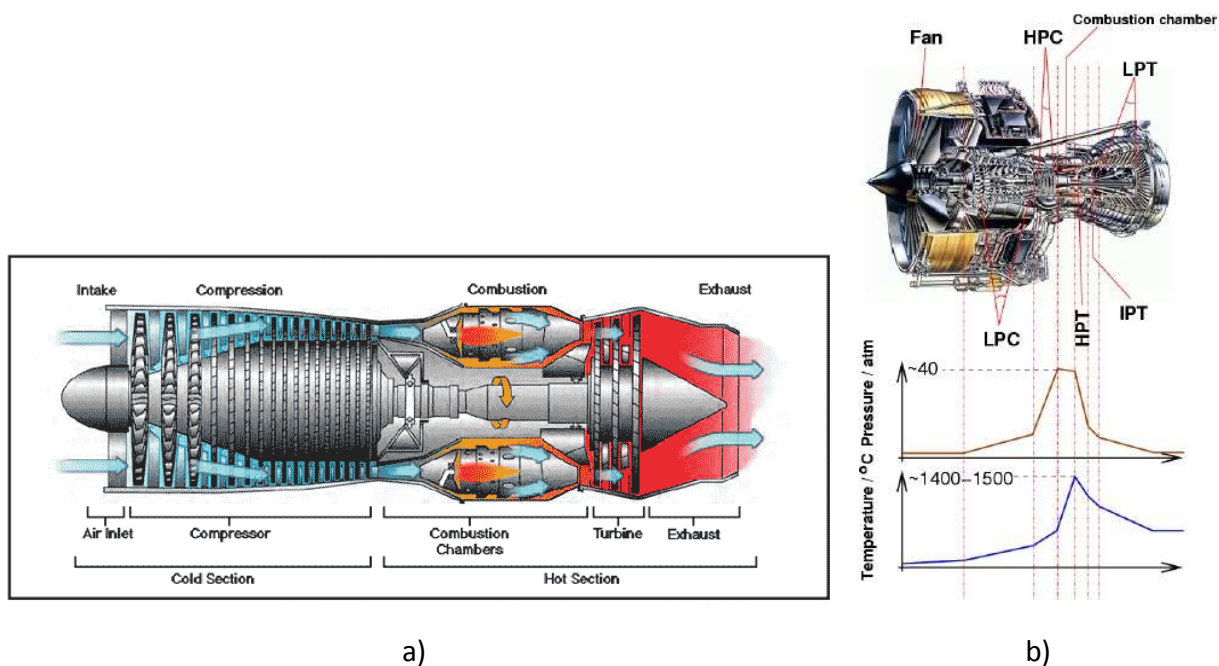 Intake
Compression
Combustion
Exhaust
Air Inlet
Compressor
Combustion
Chambers
Turbine
Exhaust
Cold Section
Hot Section
a)
Combustion chamber
Fan
HPC
LPT
LPC
HPT
IPT
Pressure / atm
~40
Temperature / °C
~1400–1500
b)